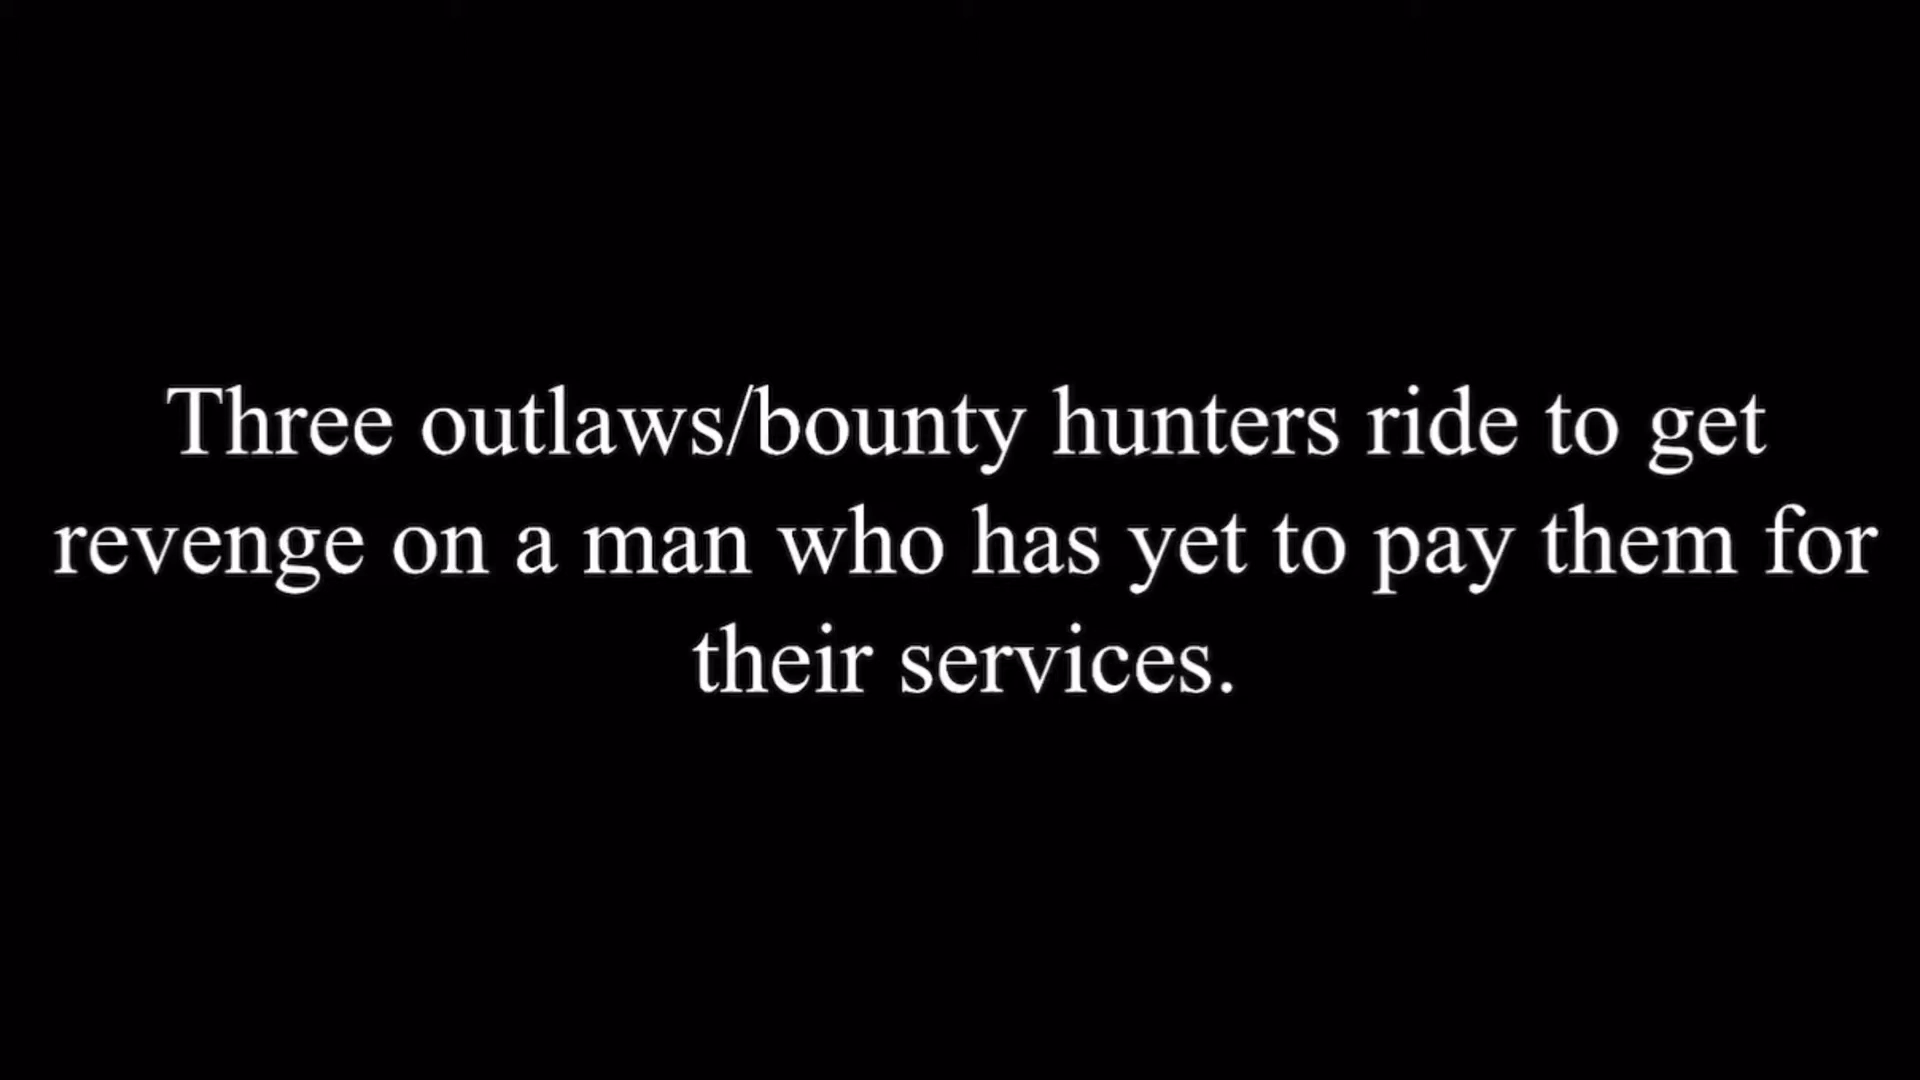 Three outlaws/bounty hunters ride to get
revenge on a man who has yet to pay them for
their services.